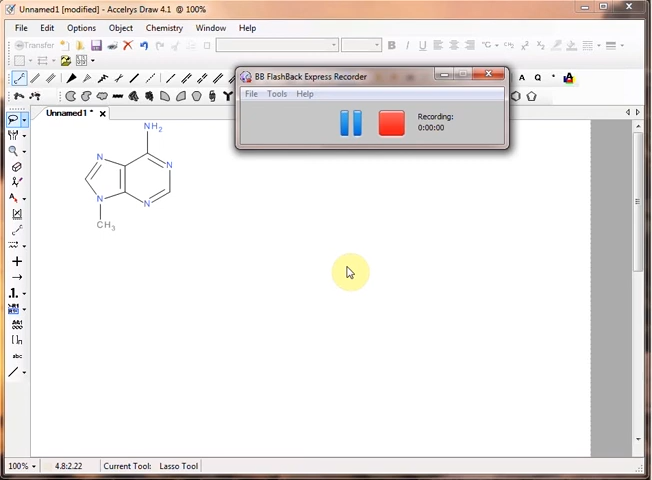 Unnamed1 [modified] - Accelrys Draw 4.1 @ 100%
File Edit Options Object Chemistry Window Help
Transfer
B I U
BB FlashBack Express Recorder
File Tools Help
Recording:
0:00:00
A Q A
Unnamed1 *
NH2
N N
N N
CH3
abc
100% 4.8:2.22 Current Tool: Lasso Tool